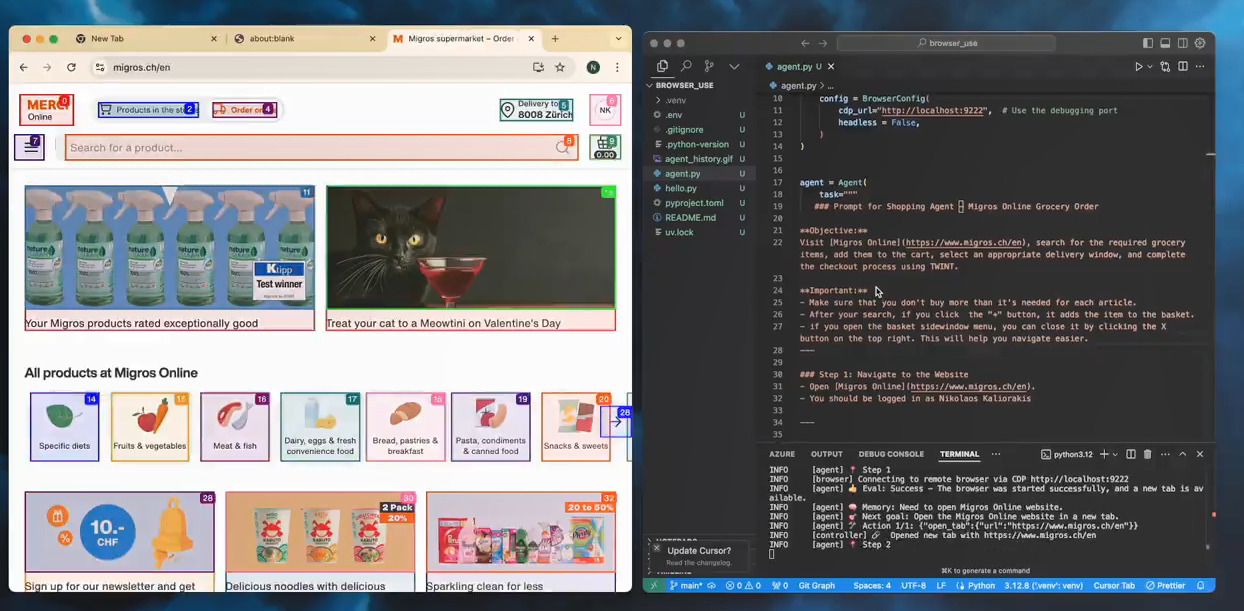 New Tab
about:blank
Migros supermarket – Order
migros.ch/en
N
MERCI
Online
0
Products in the sto
2
Order on
4
Delivery to
8008 Zürich
5
NK
6
7
Search for a product...
8
9
0.00
11
nature
Ktipp
Test winner
Your Migros products rated exceptionally good
Treat your cat to a Meowtini on Valentine's Day
All products at Migros Online
14
Specific diets
Fruits & vegetables
16
Meat & fish
17
Dairy, eggs & fresh
convenience food
18
Bread, pastries &
breakfast
19
Pasta, condiments
& canned food
20
Snacks & sweets
28
10.-
CHF
28
Sign up for our newsletter and get
30
2 Pack
20%
Delicious noodles with delicious
32
20 to 50%
Sparkling clean for less
browser_use
agent.py U
BROWSER_USE
.venv
.env U
.gitignore U
.python-version U
agent_history.gif U
agent.py U
hello.py U
pyproject.toml U
README.md U
uv.lock U
agent.py > ...
10 config = BrowserConfig(
11 cdp_url="http://localhost:9222", # Use the debugging port
12 headless = False,
13 )
14 )
15
16
17 agent = Agent(
18 task="""
19 ### Prompt for Shopping Agent Migros Online Grocery Order
20
21 **Objective:**
22 Visit [Migros Online](https://www.migros.ch/en), search for the required grocery
items, add them to the cart, select an appropriate delivery window, and complete
the checkout process using TWINT.
23
24 **Important:**
25 - Make sure that you don't buy more than it's needed for each article.
26 - After your search, if you click the "+" button, it adds the item to the basket.
27 - if you open the basket sidewindow menu, you can close it by clicking the X
button on the top right. This will help you navigate easier.
28 ---
29
30 ### Step 1: Navigate to the Website
31 - Open [Migros Online](https://www.migros.ch/en).
32 - You should be logged in as Nikolaos Kaliorakis
33
34 ---
35
AZURE OUTPUT DEBUG CONSOLE TERMINAL ... python3.12
INFO [agent] 📍 Step 1
INFO [browser] Connecting to remote browser via CDP http://localhost:9222
INFO [agent] 👍 Eval: Success - The browser was started successfully, and a new tab is av
ailable.
INFO [agent] 🧠 Memory: Need to open Migros Online website.
INFO [agent] 🎯 Next goal: Open the Migros Online website in a new tab.
INFO [agent] 🛠 Action 1/1: {"open_tab":{"url":"https://www.migros.ch/en"}}
INFO [controller] 🔗 Opened new tab with https://www.migros.ch/en
INFO [agent] 📍 Step 2
⌘K to generate a command
Update Cursor?
Read the changelog.
main* 0 0 0 Git Graph Spaces: 4 UTF-8 LF Python 3.12.8 ('.venv': venv) Cursor Tab Prettier